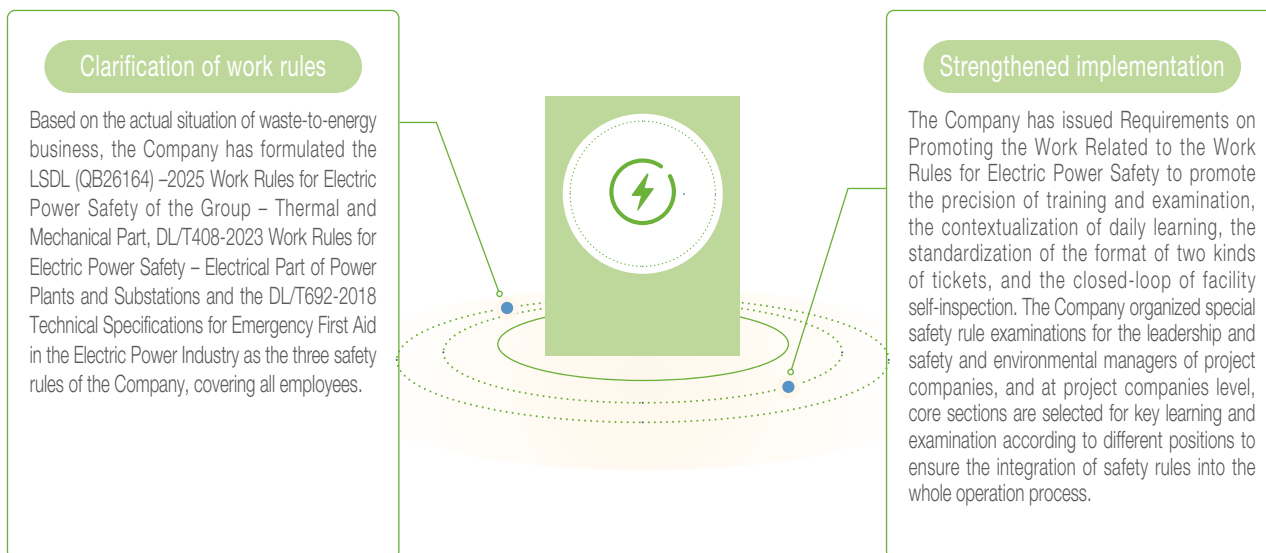 Clarification of work rules
Based on the actual situation of waste-to-energy
business, the Company has formulated the
LSDL (QB26164) –2025 Work Rules for Electric
Power Safety of the Group – Thermal and
Mechanical Part, DL/T408-2023 Work Rules for
Electric Power Safety – Electrical Part of Power
Plants and Substations and the DL/T692-2018
Technical Specifications for Emergency First Aid
in the Electric Power Industry as the three safety
rules of the Company, covering all employees.
Strengthened implementation
The Company has issued Requirements on
Promoting the Work Related to the Work
Rules for Electric Power Safety to promote
the precision of training and examination,
the contextualization of daily learning, the
standardization of the format of two kinds
of tickets, and the closed-loop of facility
self-inspection. The Company organized special
safety rule examinations for the leadership and
safety and environmental managers of project
companies, and at project companies level,
core sections are selected for key learning and
examination according to different positions to
ensure the integration of safety rules into the
whole operation process.